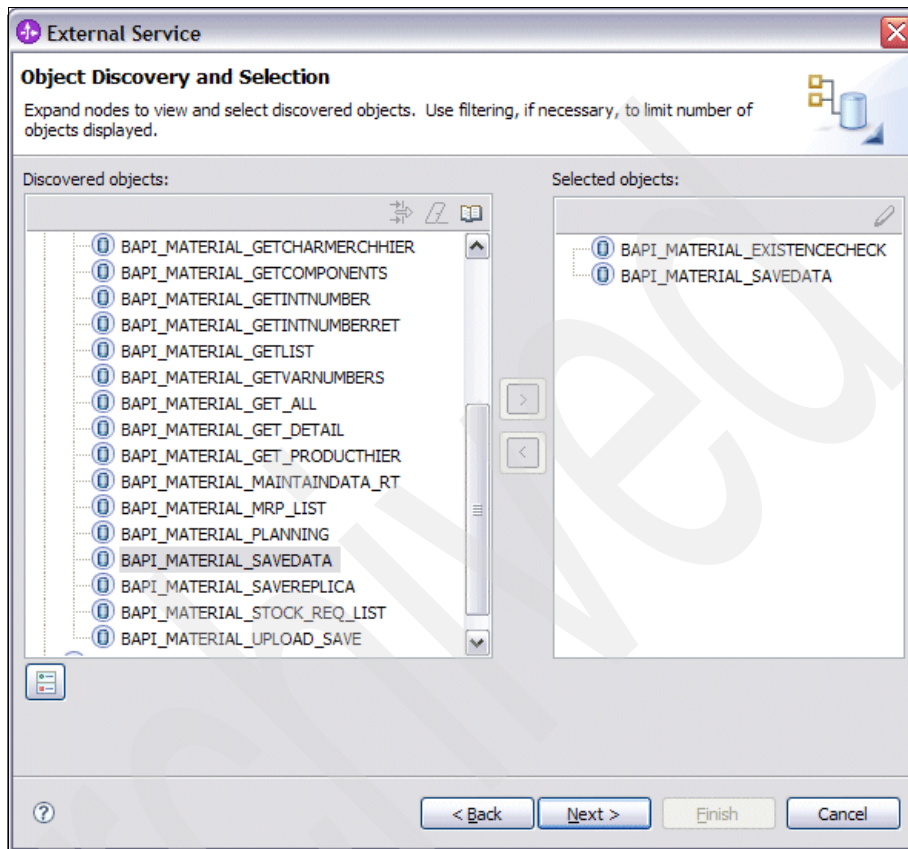 External Service
Object Discovery and Selection
Expand nodes to view and select discovered objects. Use filtering, if necessary, to limit number of
objects displayed.
Discovered objects:
BAPI_MATERIAL_GETCHARMERCHHIER
BAPI_MATERIAL_GETCOMPONENTS
BAPI_MATERIAL_GETINTNUMBER
BAPI_MATERIAL_GETINTNUMBERRET
BAPI_MATERIAL_GETLIST
BAPI_MATERIAL_GETVARNUMBERS
BAPI_MATERIAL_GET_ALL
BAPI_MATERIAL_GET_DETAIL
BAPI_MATERIAL_GET_PRODUCTHIER
BAPI_MATERIAL_MAINTAINDATA_RT
BAPI_MATERIAL_MRP_LIST
BAPI_MATERIAL_PLANNING
BAPI_MATERIAL_SAVEDATA
BAPI_MATERIAL_SAVEREPLICA
BAPI_MATERIAL_STOCK_REQ_LIST
BAPI_MATERIAL_UPLOAD_SAVE
>
<
Selected objects:
BAPI_MATERIAL_EXISTENCECHECK
BAPI_MATERIAL_SAVEDATA
?
< Back
Next >
Finish
Cancel
Archived